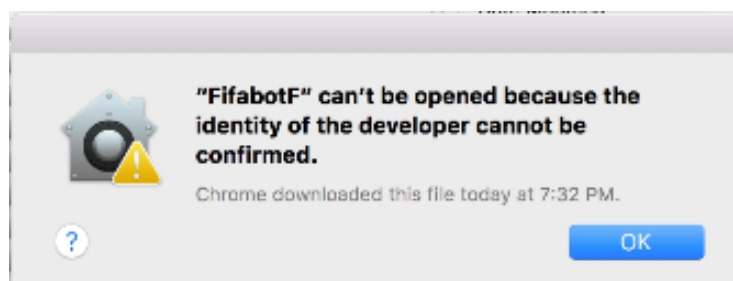 "FifabotF" can't be opened because the
identity of the developer cannot be
confirmed.
Chrome downloaded this file today at 7:32 PM.
?
OK